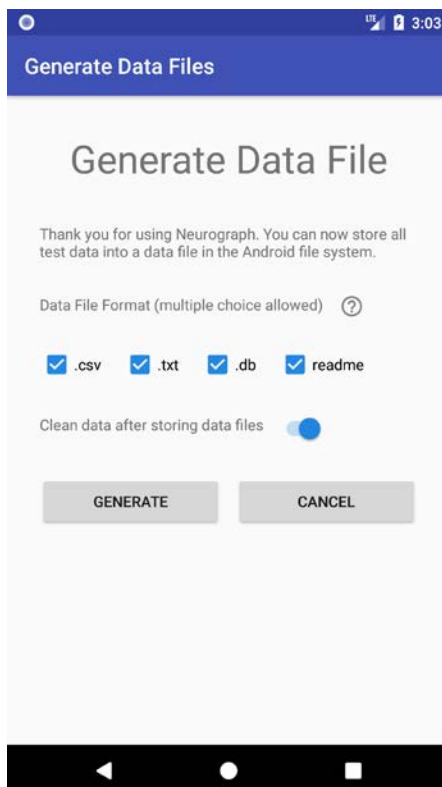 LTE 3:03
Generate Data Files
Generate Data File
Thank you for using Neurograph. You can now store all
test data into a data file in the Android file system.
Data File Format (multiple choice allowed) ?
.csv .txt .db readme
Clean data after storing data files
GENERATE CANCEL